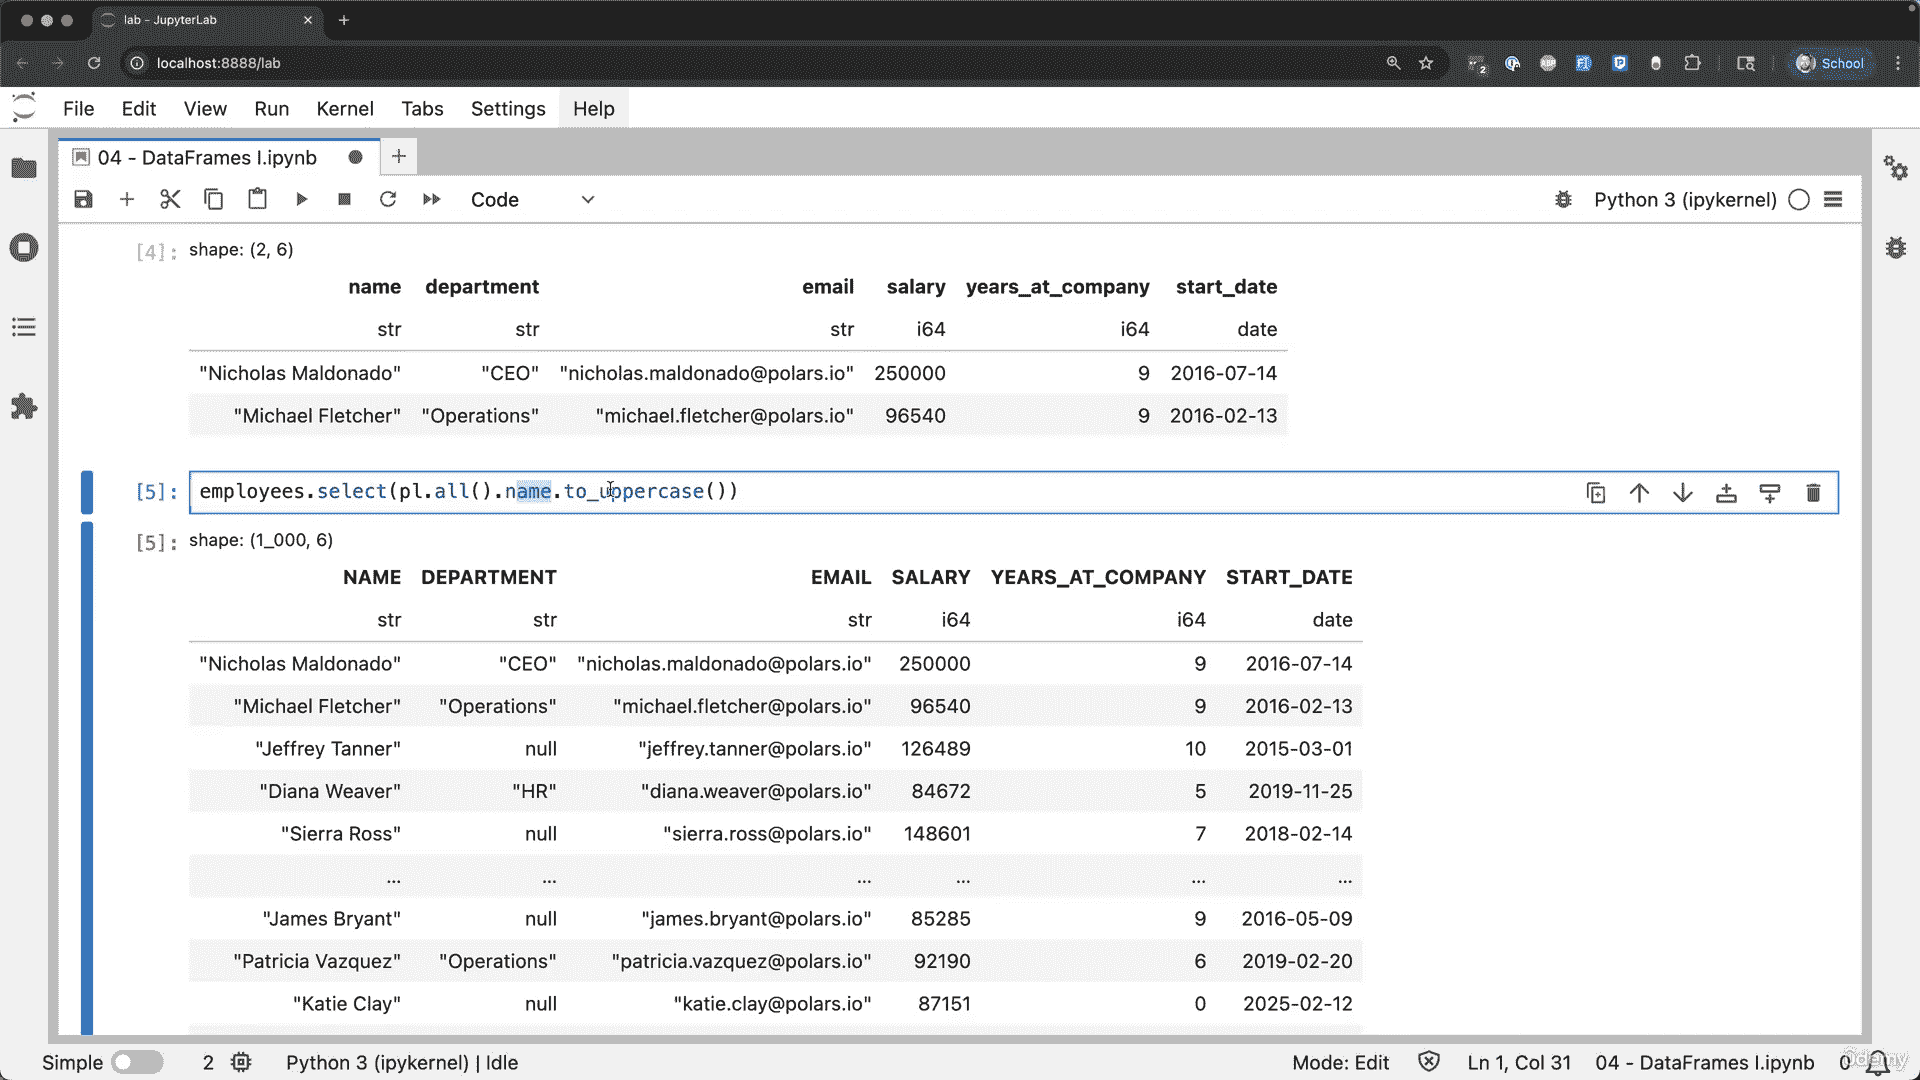 lab - JupyterLab
localhost:8888/lab
2
School
File Edit View Run Kernel Tabs Settings Help
04 - DataFrames I.ipynb
Code
Python 3 (ipykernel)
[4]: shape: (2, 6)
name department email salary years_at_company start_date
str str str i64 i64 date
"Nicholas Maldonado" "CEO" "nicholas.maldonado@polars.io" 250000 9 2016-07-14
"Michael Fletcher" "Operations" "michael.fletcher@polars.io" 96540 9 2016-02-13
[5]: employees.select(pl.all().name.to_uppercase())
[5]: shape: (1_000, 6)
NAME DEPARTMENT EMAIL SALARY YEARS_AT_COMPANY START_DATE
str str str i64 i64 date
"Nicholas Maldonado" "CEO" "nicholas.maldonado@polars.io" 250000 9 2016-07-14
"Michael Fletcher" "Operations" "michael.fletcher@polars.io" 96540 9 2016-02-13
"Jeffrey Tanner" null "jeffrey.tanner@polars.io" 126489 10 2015-03-01
"Diana Weaver" "HR" "diana.weaver@polars.io" 84672 5 2019-11-25
"Sierra Ross" null "sierra.ross@polars.io" 148601 7 2018-02-14
… … … … … …
"James Bryant" null "james.bryant@polars.io" 85285 9 2016-05-09
"Patricia Vazquez" "Operations" "patricia.vazquez@polars.io" 92190 6 2019-02-20
"Katie Clay" null "katie.clay@polars.io" 87151 0 2025-02-12
Simple 2 Python 3 (ipykernel) | Idle Mode: Edit Ln 1, Col 31 04 - DataFrames I.ipynb 0
udemy